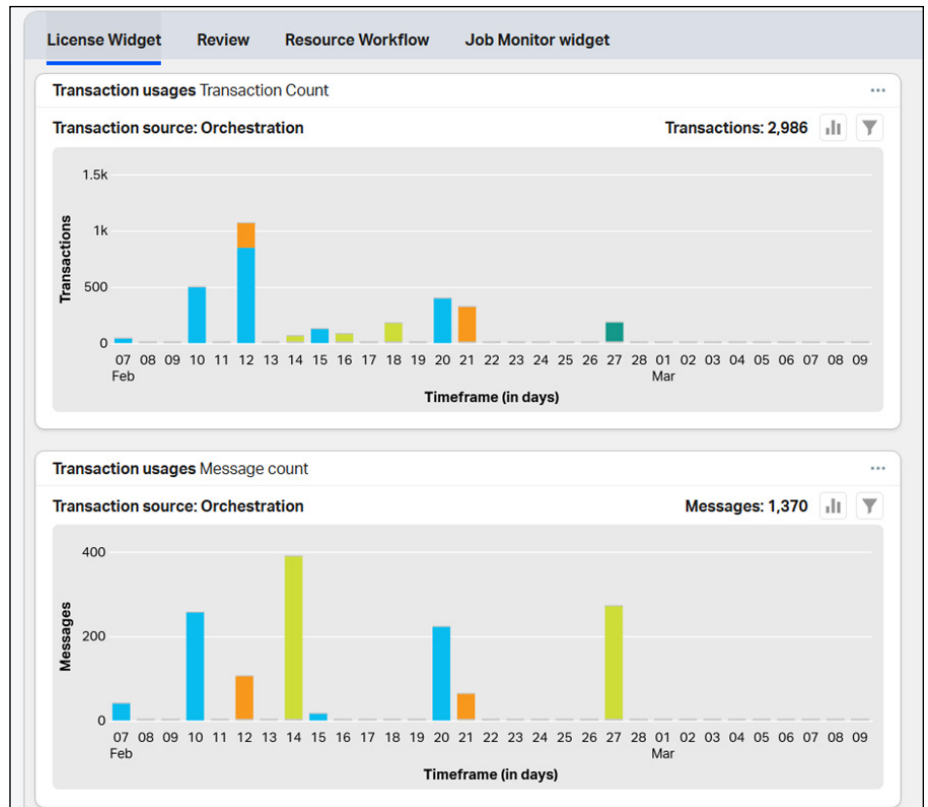 License Widget Review Resource Workflow Job Monitor widget
Transaction usages Transaction Count
Transaction source: Orchestration Transactions: 2,986
1.5k
1k
500
0
Transactions
07 08 09 10 11 12 13 14 15 16 17 18 19 20 21 22 23 24 25 26 27 28 01 02 03 04 05 06 07 08 09
Feb Mar
Timeframe (in days)
Transaction usages Message count
Transaction source: Orchestration Messages: 1,370
400
200
0
Messages
07 08 09 10 11 12 13 14 15 16 17 18 19 20 21 22 23 24 25 26 27 28 01 02 03 04 05 06 07 08 09
Feb Mar
Timeframe (in days)